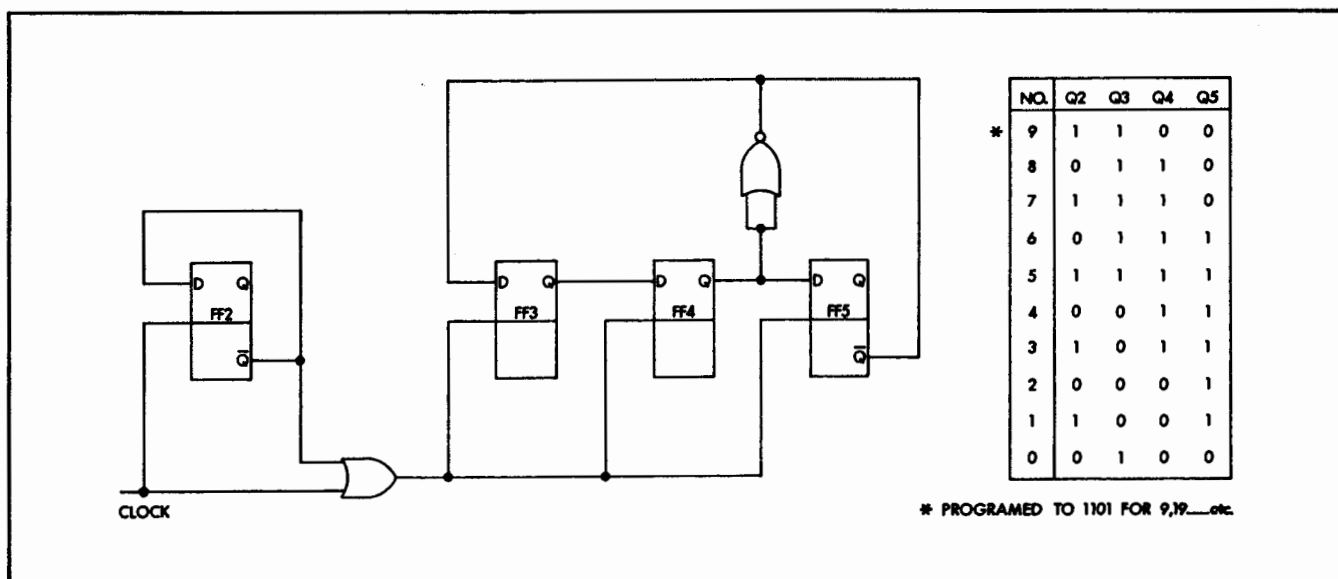 NO. Q2 Q3 Q4 Q5
* 9 1 1 0 0
8 0 1 1 0
7 1 1 1 0
6 0 1 1 1
5 1 1 1 1
4 0 0 1 1
3 1 0 1 1
2 0 0 0 1
1 1 0 0 1
0 0 1 0 0
D Q
FF2
Q̅
D Q
FF3
D Q
FF4
D Q
FF5
Q̅
CLOCK
* PROGRAMED TO 1101 FOR 9,19___etc.